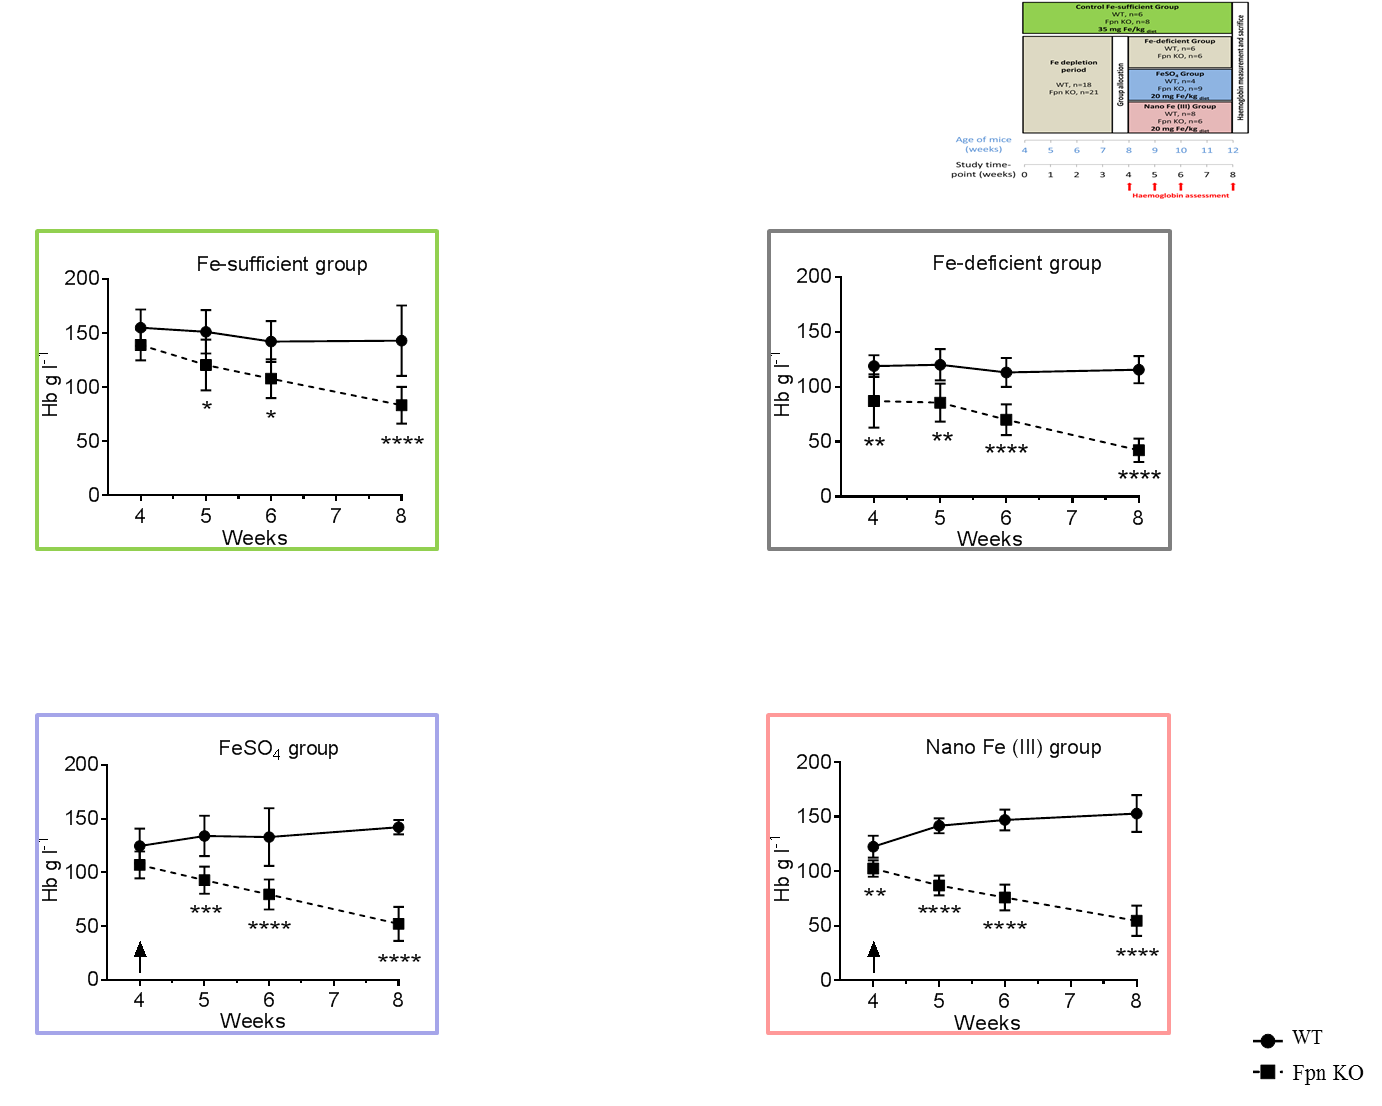 Control Fe-sufficient Group
WT, n=6
Fpn KO, n=8
35 mg Fe/kg diet
Fe depletion
period
WT, n=18
Fpn KO, n=21
Group allocation
Fe-deficient Group
WT, n=6
Fpn KO, n=6
FeSO4 Group
WT, n=4
Fpn KO, n=9
20 mg Fe/kg diet
Nano Fe (III) Group
WT, n=8
Fpn KO, n=6
20 mg Fe/kg diet
Haemoglobin measurement and sacrifice
Age of mice
(weeks)
4 5 6 7 8 9 10 11 12
Study time-
point (weeks)
0 1 2 3 4 5 6 7 8
Haemoglobin assessment
Fe-sufficient group
Hb g l-1
200
150
100
50
0
* * ****
4 5 6 7 8
Weeks
Fe-deficient group
Hb g l-1
200
150
100
50
0
** ** **** ****
4 5 6 7 8
Weeks
FeSO4 group
Hb g l-1
200
150
100
50
0
*** **** ****
4 5 6 7 8
Weeks
Nano Fe (III) group
Hb g l-1
200
150
100
50
0
** **** **** ****
4 5 6 7 8
Weeks
WT
Fpn KO